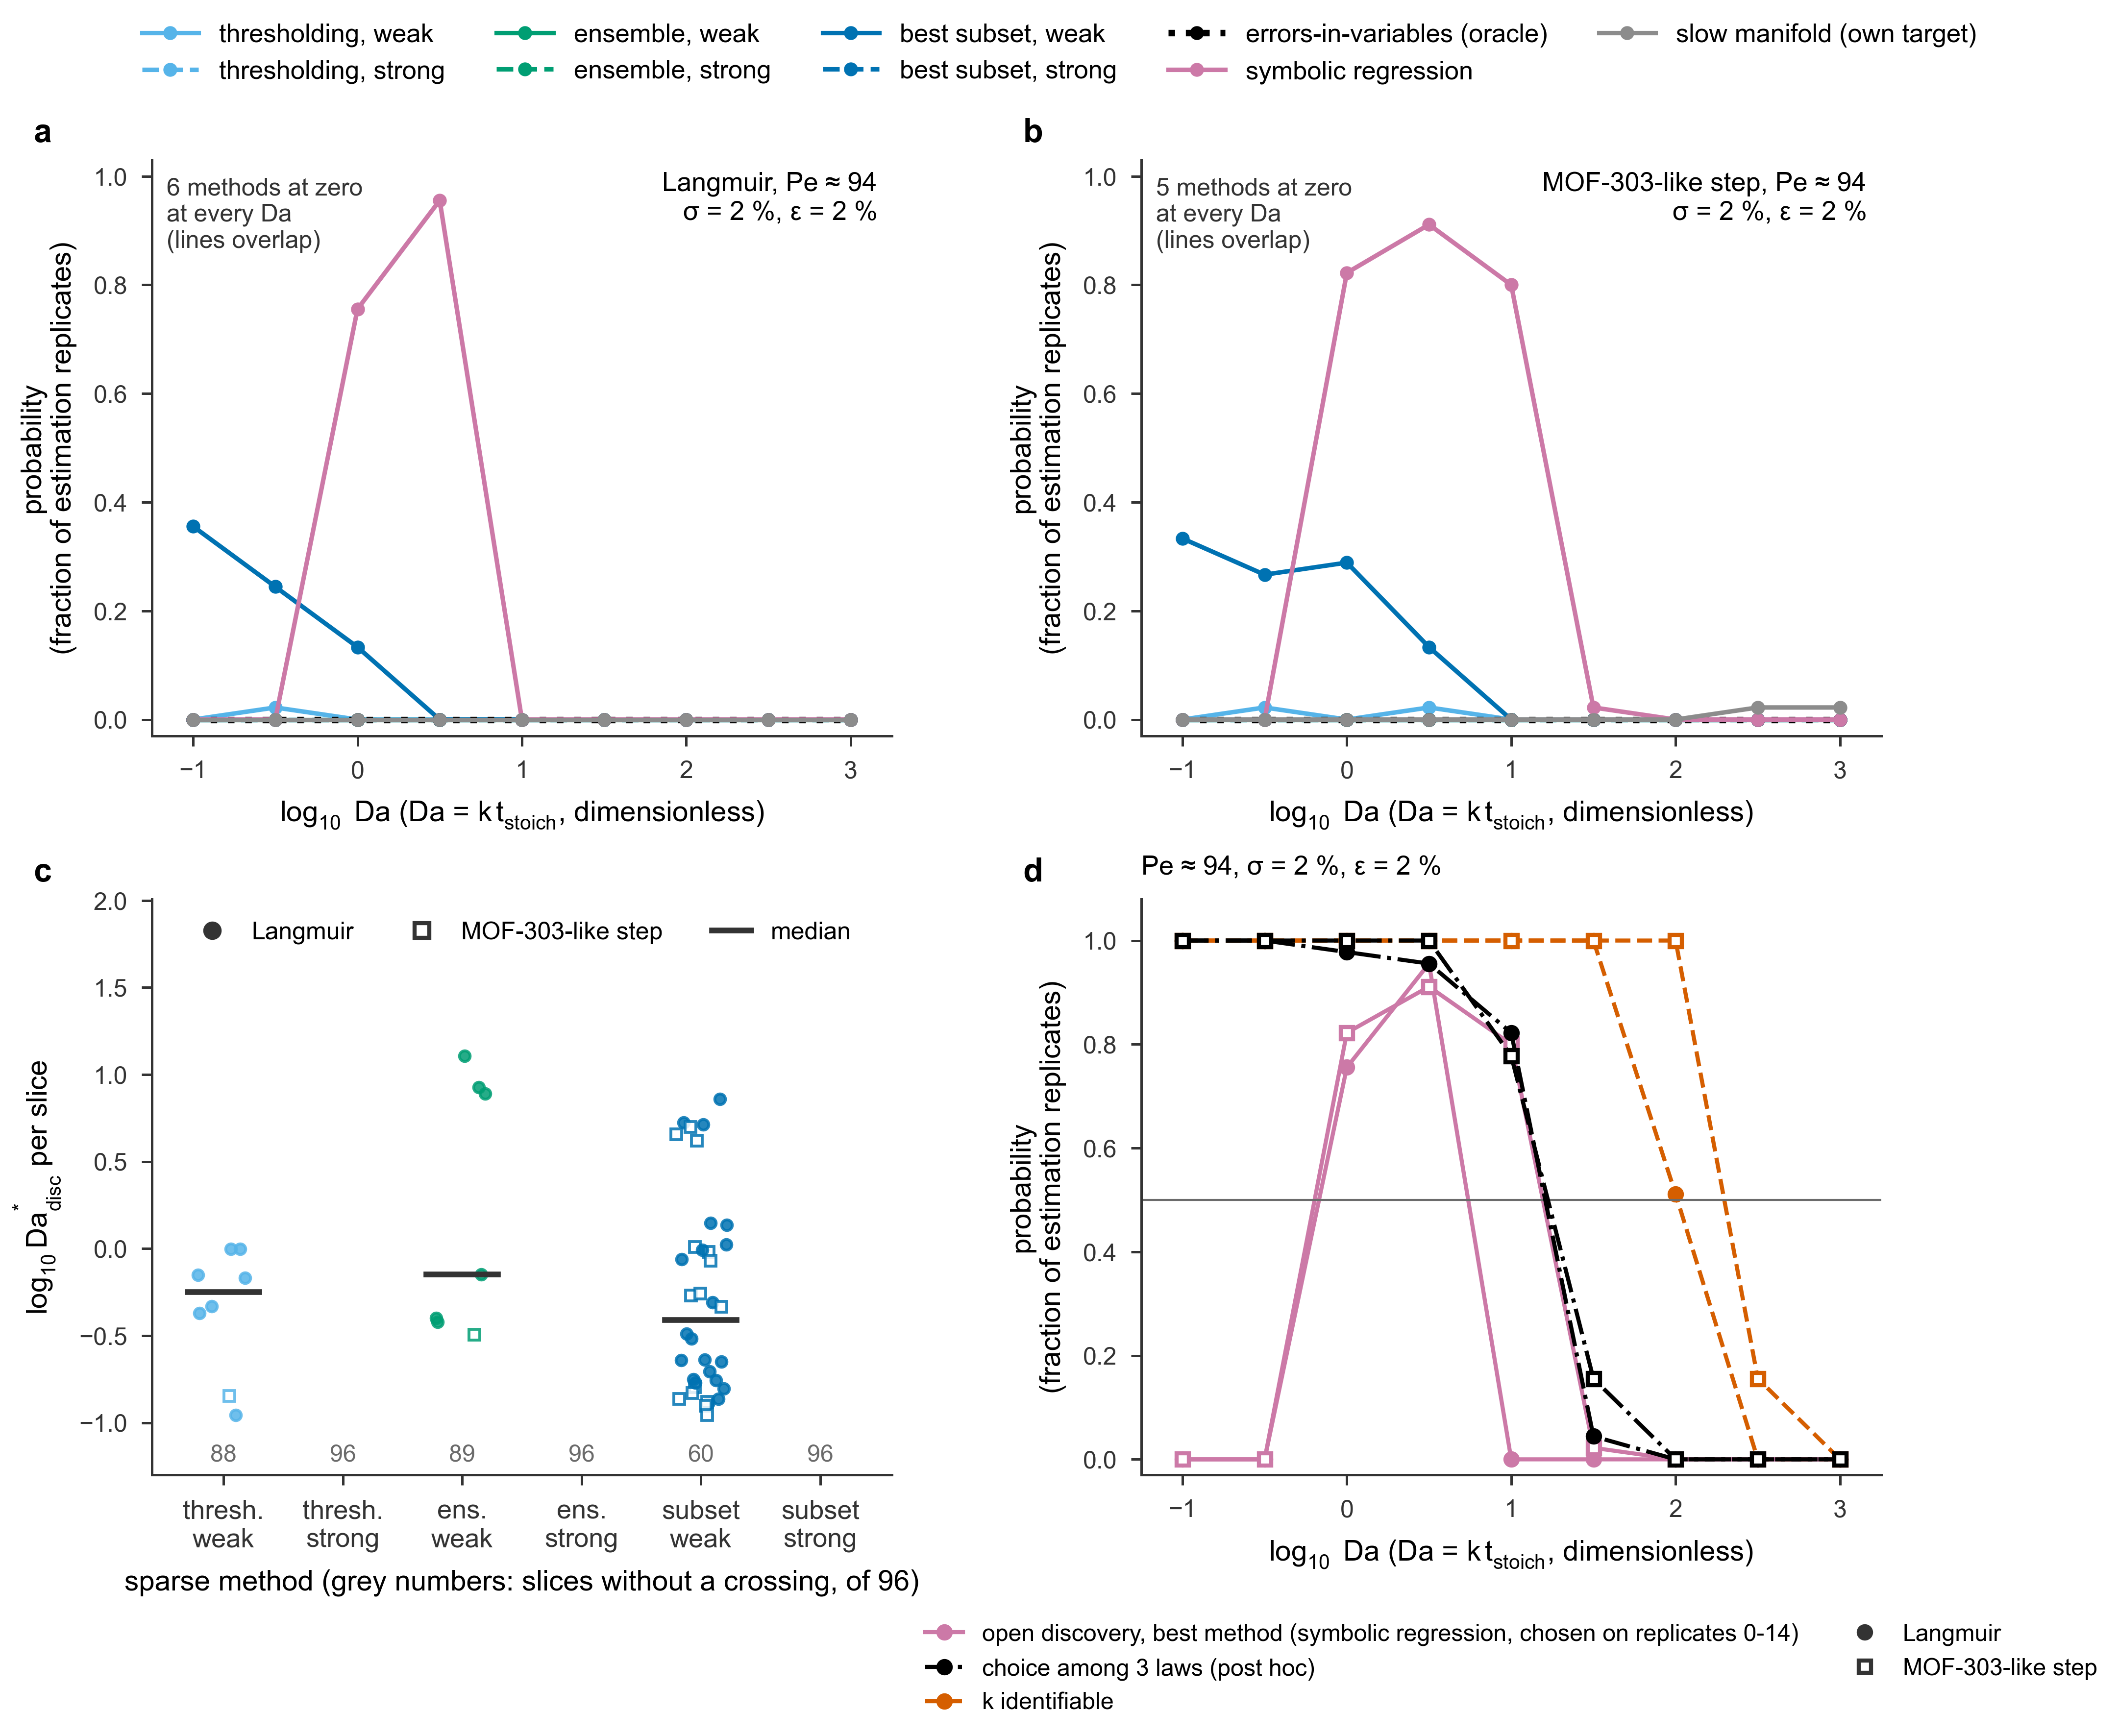 thresholding, weak
thresholding, strong
ensemble, weak
ensemble, strong
best subset, weak
best subset, strong
errors-in-variables (oracle)
symbolic regression
slow manifold (own target)
a
6 methods at zero
at every Da
(lines overlap)
Langmuir, Pe ≈ 94
σ = 2 %, ε = 2 %
probability
(fraction of estimation replicates)
1.0
0.8
0.6
0.4
0.2
0.0
−1
0
1
2
3
log10 Da (Da = k tstoich, dimensionless)
b
5 methods at zero
at every Da
(lines overlap)
MOF-303-like step, Pe ≈ 94
σ = 2 %, ε = 2 %
probability
(fraction of estimation replicates)
1.0
0.8
0.6
0.4
0.2
0.0
−1
0
1
2
3
log10 Da (Da = k tstoich, dimensionless)
c
Langmuir
MOF-303-like step
median
log10 Da*disc per slice
2.0
1.5
1.0
0.5
0.0
−0.5
−1.0
88
96
89
96
60
96
thresh.
weak
thresh.
strong
ens.
weak
ens.
strong
subset
weak
subset
strong
sparse method (grey numbers: slices without a crossing, of 96)
d
Pe ≈ 94, σ = 2 %, ε = 2 %
probability
(fraction of estimation replicates)
1.0
0.8
0.6
0.4
0.2
0.0
−1
0
1
2
3
log10 Da (Da = k tstoich, dimensionless)
open discovery, best method (symbolic regression, chosen on replicates 0-14)
choice among 3 laws (post hoc)
k identifiable
Langmuir
MOF-303-like step